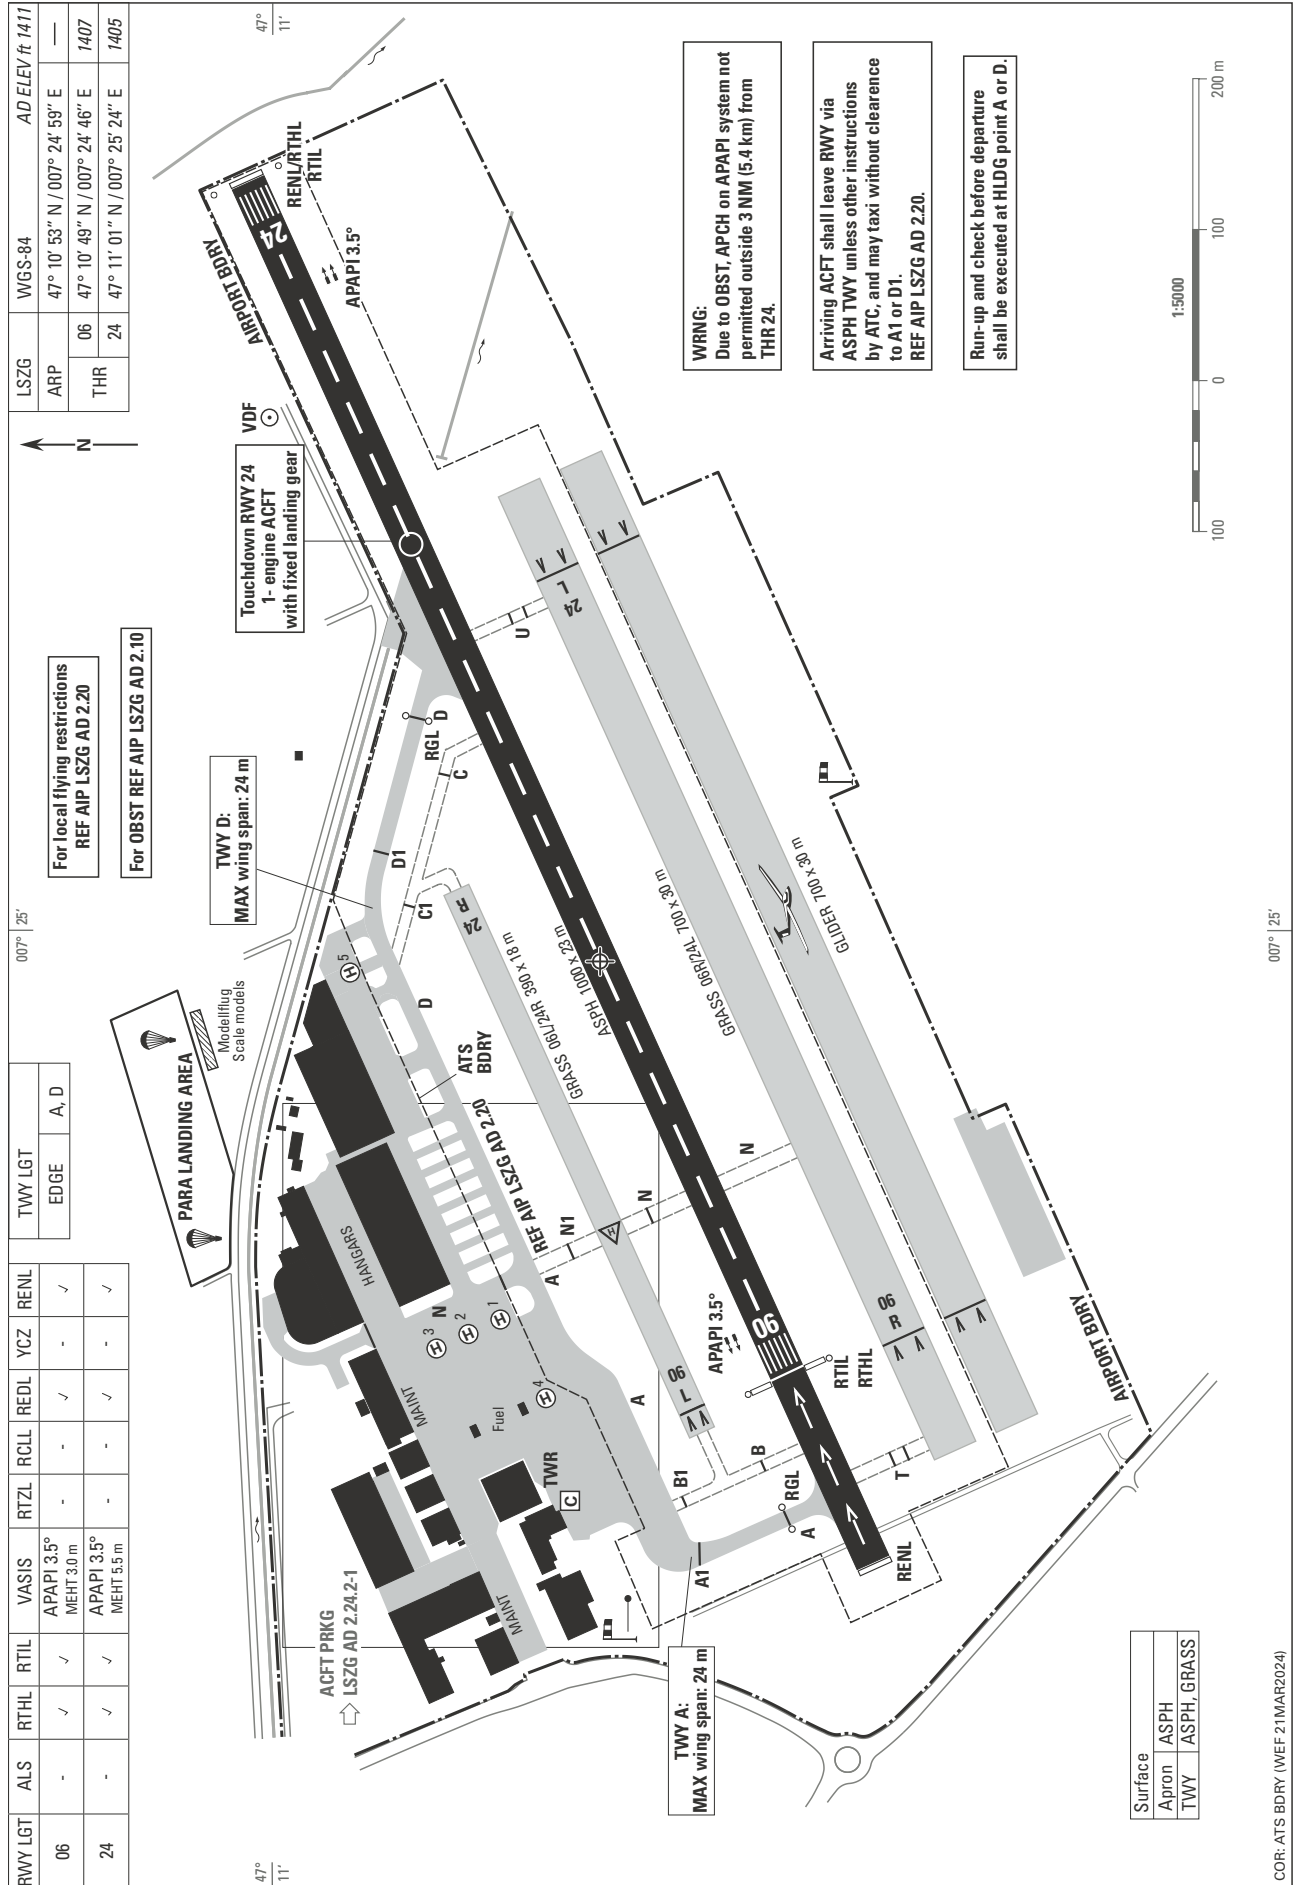 LSZG WGS-84 AD ELEV ft 1411
ARP 47° 10′ 53″ N / 007° 24′ 59″ E —
THR 06 47° 10′ 49″ N / 007° 24′ 46″ E 1407
24 47° 11′ 01″ N / 007° 25′ 24″ E 1405
RWY LGT ALS RTHL RTIL VASIS RTZL RCLL REDL YCZ RENL
06 - ✓ ✓ APAPI 3.5° - - ✓ - ✓
MEHT 3.0 m
24 - ✓ ✓ APAPI 3.5° - - ✓ - ✓
MEHT 5.5 m
TWY LGT
EDGE A, D
007° 25′
47°
11′
47°
11′
N
For local flying restrictions
REF AIP LSZG AD 2.20
For OBST REF AIP LSZG AD 2.10
PARA LANDING AREA
Modellflug
Scale models
TWY D:
MAX wing span: 24 m
Touchdown RWY 24
1- engine ACFT
with fixed landing gear
VDF
AIRPORT BDRY
RENL/RTHL
RTIL
24
APAPI 3.5°
ACFT PRKG
LSZG AD 2.24.2-1
MAINT
MAINT
HANGARS
N
H 3
H 2
H 1
H 4
H 5
Fuel
TWR
C
D
ATS
BDRY
REF AIP LSZG AD 2.20
D1
C1
C
RGL D
U
24
R
GRASS 06L/24R 390 x 18 m
ASPH 1000 x 23 m
GRASS 06R/24L 700 x 30 m
GLIDER 700 x 30 m
24
L
A
N1
H
N
N
A
06
L
APAPI 3.5°
06
06
R
RTIL
RTHL
B1
B
RGL
A
A1
T
RENL
TWY A:
MAX wing span: 24 m
AIRPORT BDRY
WRNG:
Due to OBST, APCH on APAPI system not
permitted outside 3 NM (5.4 km) from
THR 24.
Arriving ACFT shall leave RWY via
ASPH TWY unless other instructions
by ATC, and may taxi without clearence
to A1 or D1.
REF AIP LSZG AD 2.20.
Run-up and check before departure
shall be executed at HLDG point A or D.
1:5000
100 0 100 200 m
Surface
Apron ASPH
TWY ASPH, GRASS
007° 25′
COR: ATS BDRY (WEF 21MAR2024)